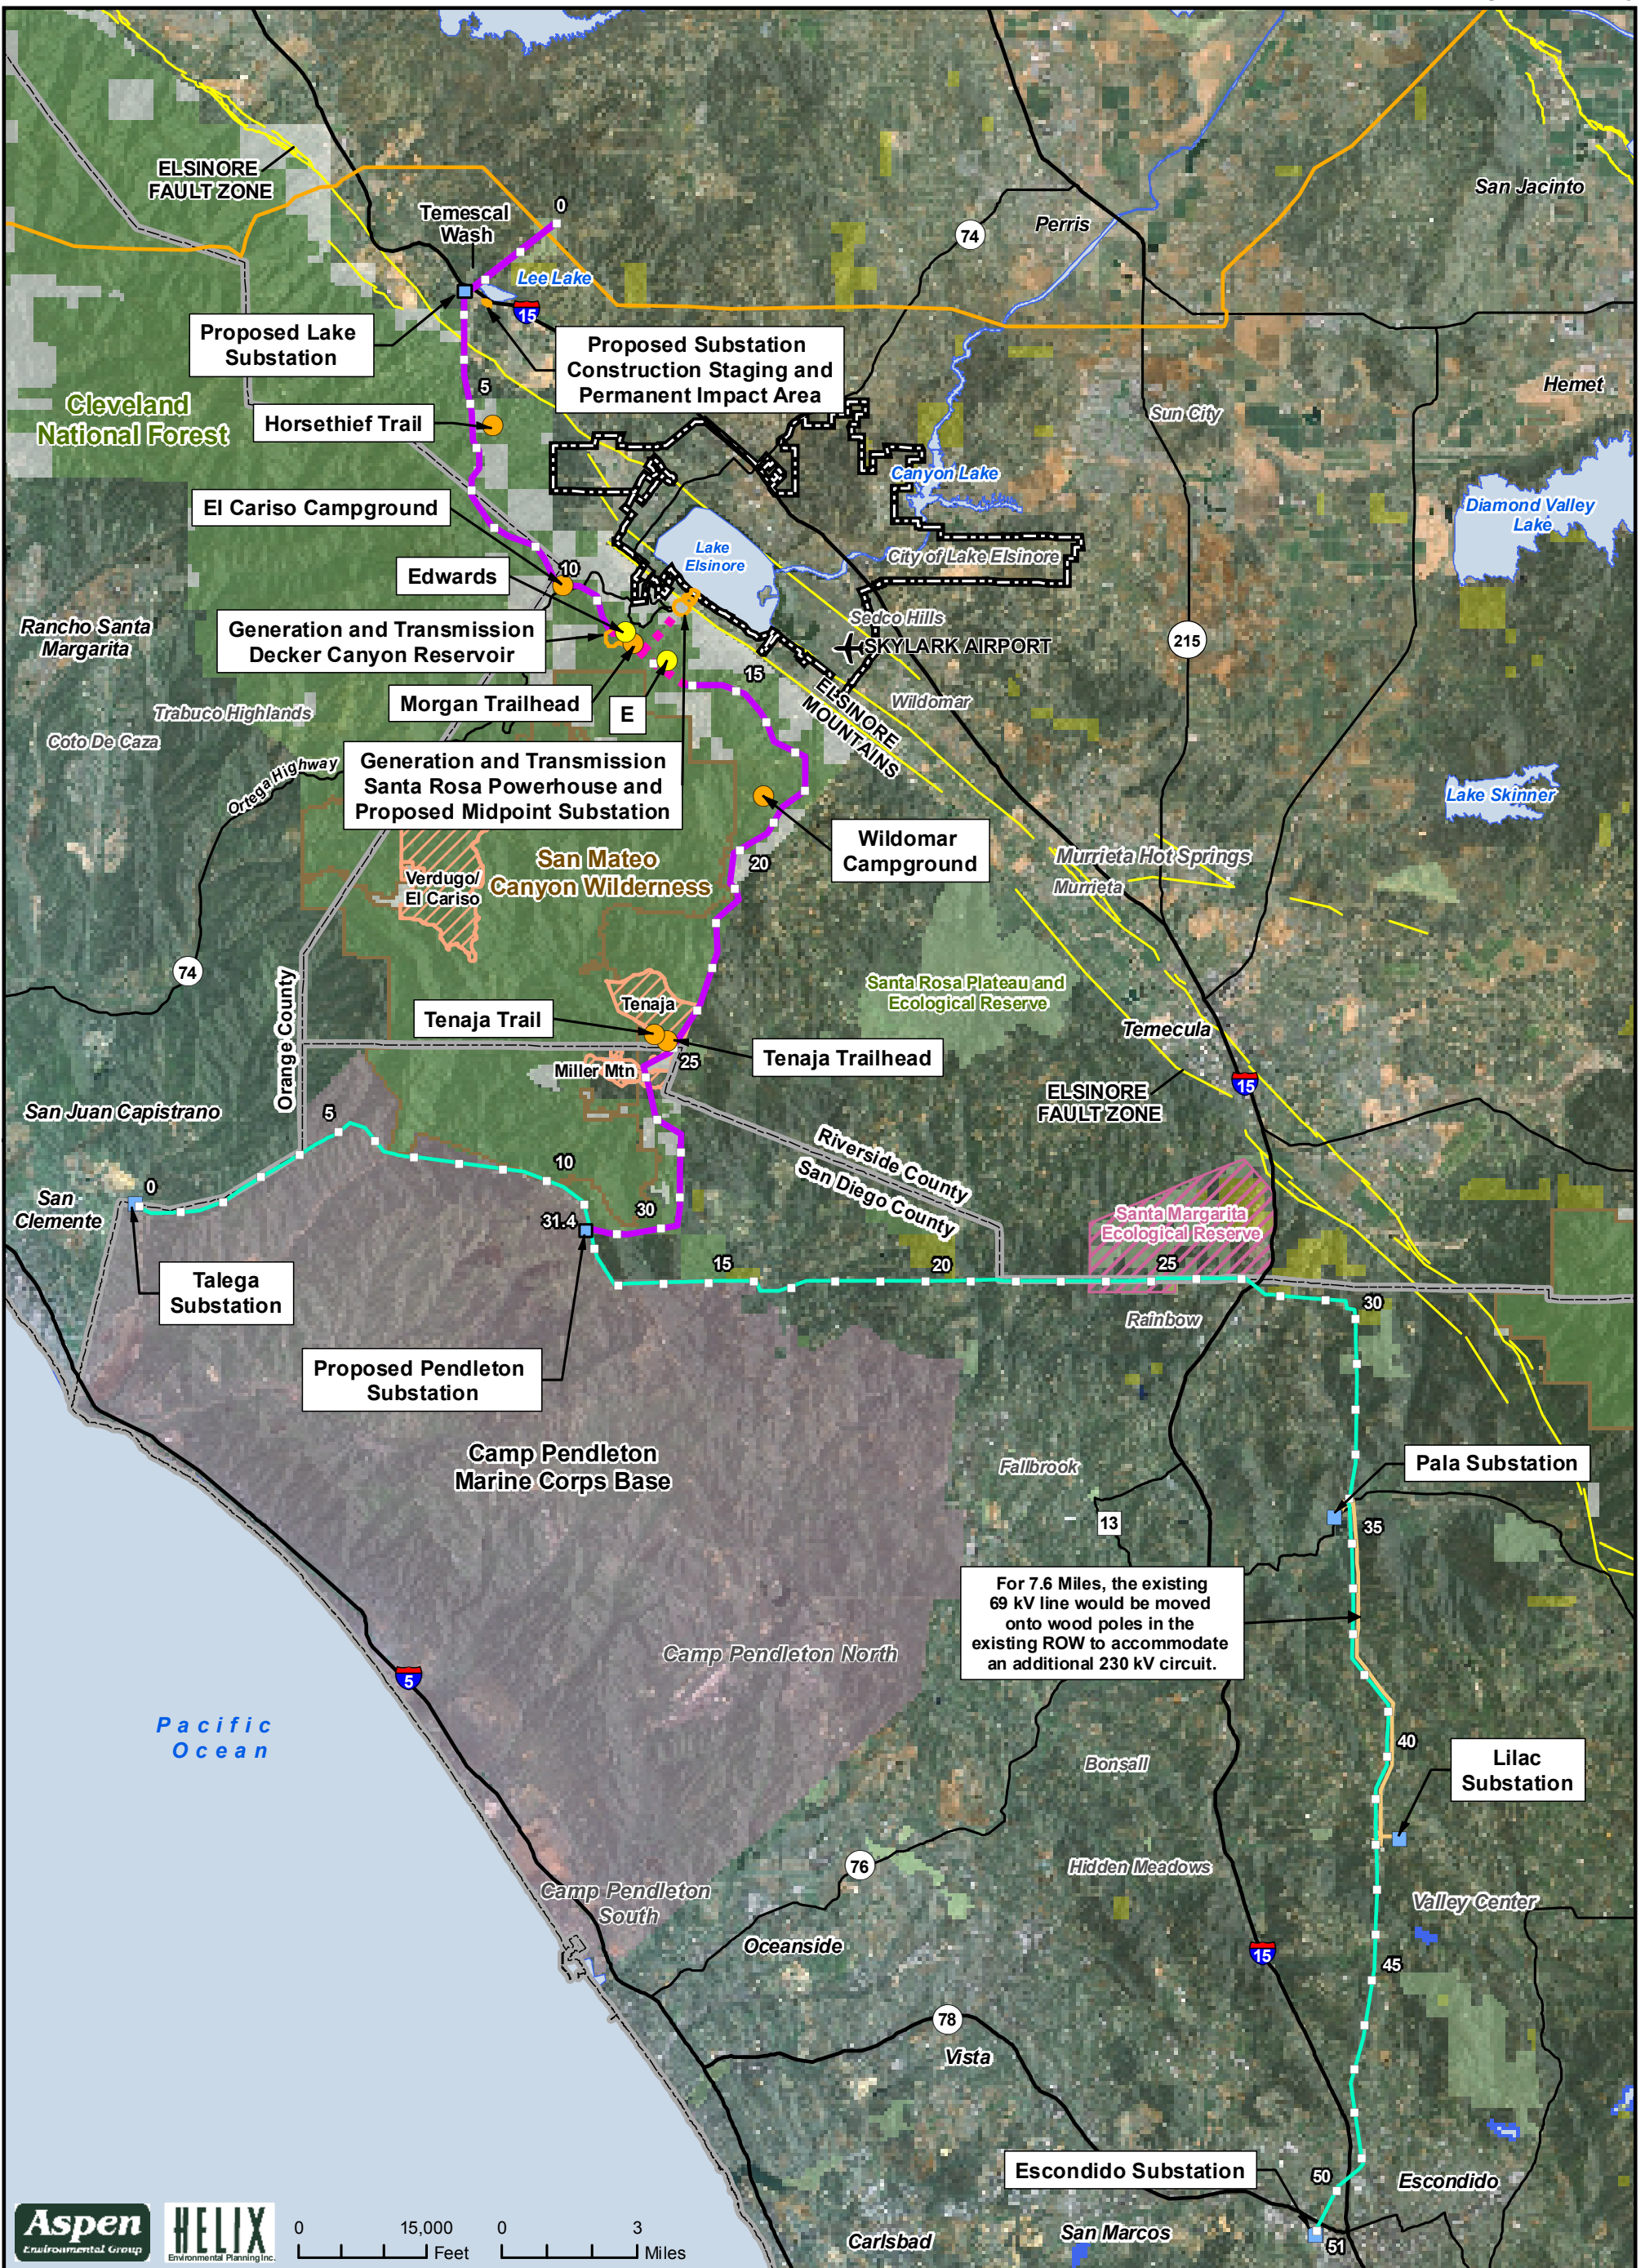 ELSINORE
FAULT ZONE
Temescal
Wash
0
Lee Lake
15
74
Perris
San Jacinto
Proposed Lake
Substation
Proposed Substation
Construction Staging and
Permanent Impact Area
5
Cleveland
National Forest
Horsethief Trail
Hemet
Sun City
Canyon Lake
Diamond Valley
Lake
El Cariso Campground
Lake
Elsinore
City of Lake Elsinore
Edwards
10
Rancho Santa
Margarita
Generation and Transmission
Decker Canyon Reservoir
Sedco Hills
SKYLARK AIRPORT
215
15
Morgan Trailhead
E
ELSINORE
MOUNTAINS
Wildomar
Trabuco Highlands
Coto De Caza
Ortega Highway
Generation and Transmission
Santa Rosa Powerhouse and
Proposed Midpoint Substation
Lake Skinner
Wildomar
Campground
San Mateo
Canyon Wilderness
20
Verdugo/
El Cariso
Murrieta Hot Springs
Murrieta
74
Orange County
Santa Rosa Plateau and
Ecological Reserve
Tenaja
Tenaja Trail
Temecula
Tenaja Trailhead
25
Miller Mtn
ELSINORE
FAULT ZONE
15
San Juan Capistrano
5
Riverside County
San Diego County
10
San
Clemente
0
31.4
30
Santa Margarita
Ecological Reserve
15
20
25
Talega
Substation
Rainbow
30
Proposed Pendleton
Substation
Camp Pendleton
Marine Corps Base
Fallbrook
Pala Substation
13
35
For 7.6 Miles, the existing
69 kV line would be moved
onto wood poles in the
existing ROW to accommodate
an additional 230 kV circuit.
Camp Pendleton North
5
Pacific
Ocean
40
Bonsall
Lilac
Substation
76
Hidden Meadows
Camp Pendleton
South
Valley Center
Oceanside
15
45
78
Vista
Escondido Substation
50
Escondido
51
Carlsbad
San Marcos
Aspen
Environmental Group
HELIX
Environmental Planning Inc.
0 15,000
Feet
0 3
Miles